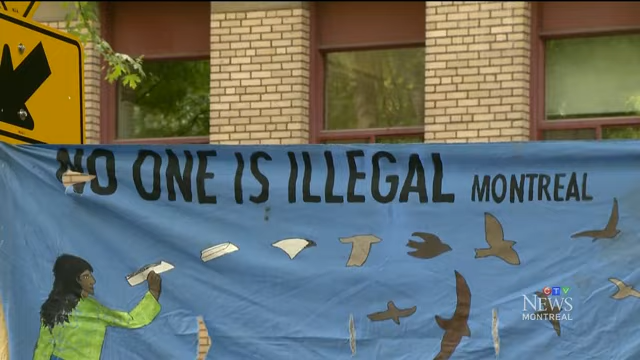 NO ONE IS ILLEGAL MONTREAL
CTV
NEWS
MONTREAL